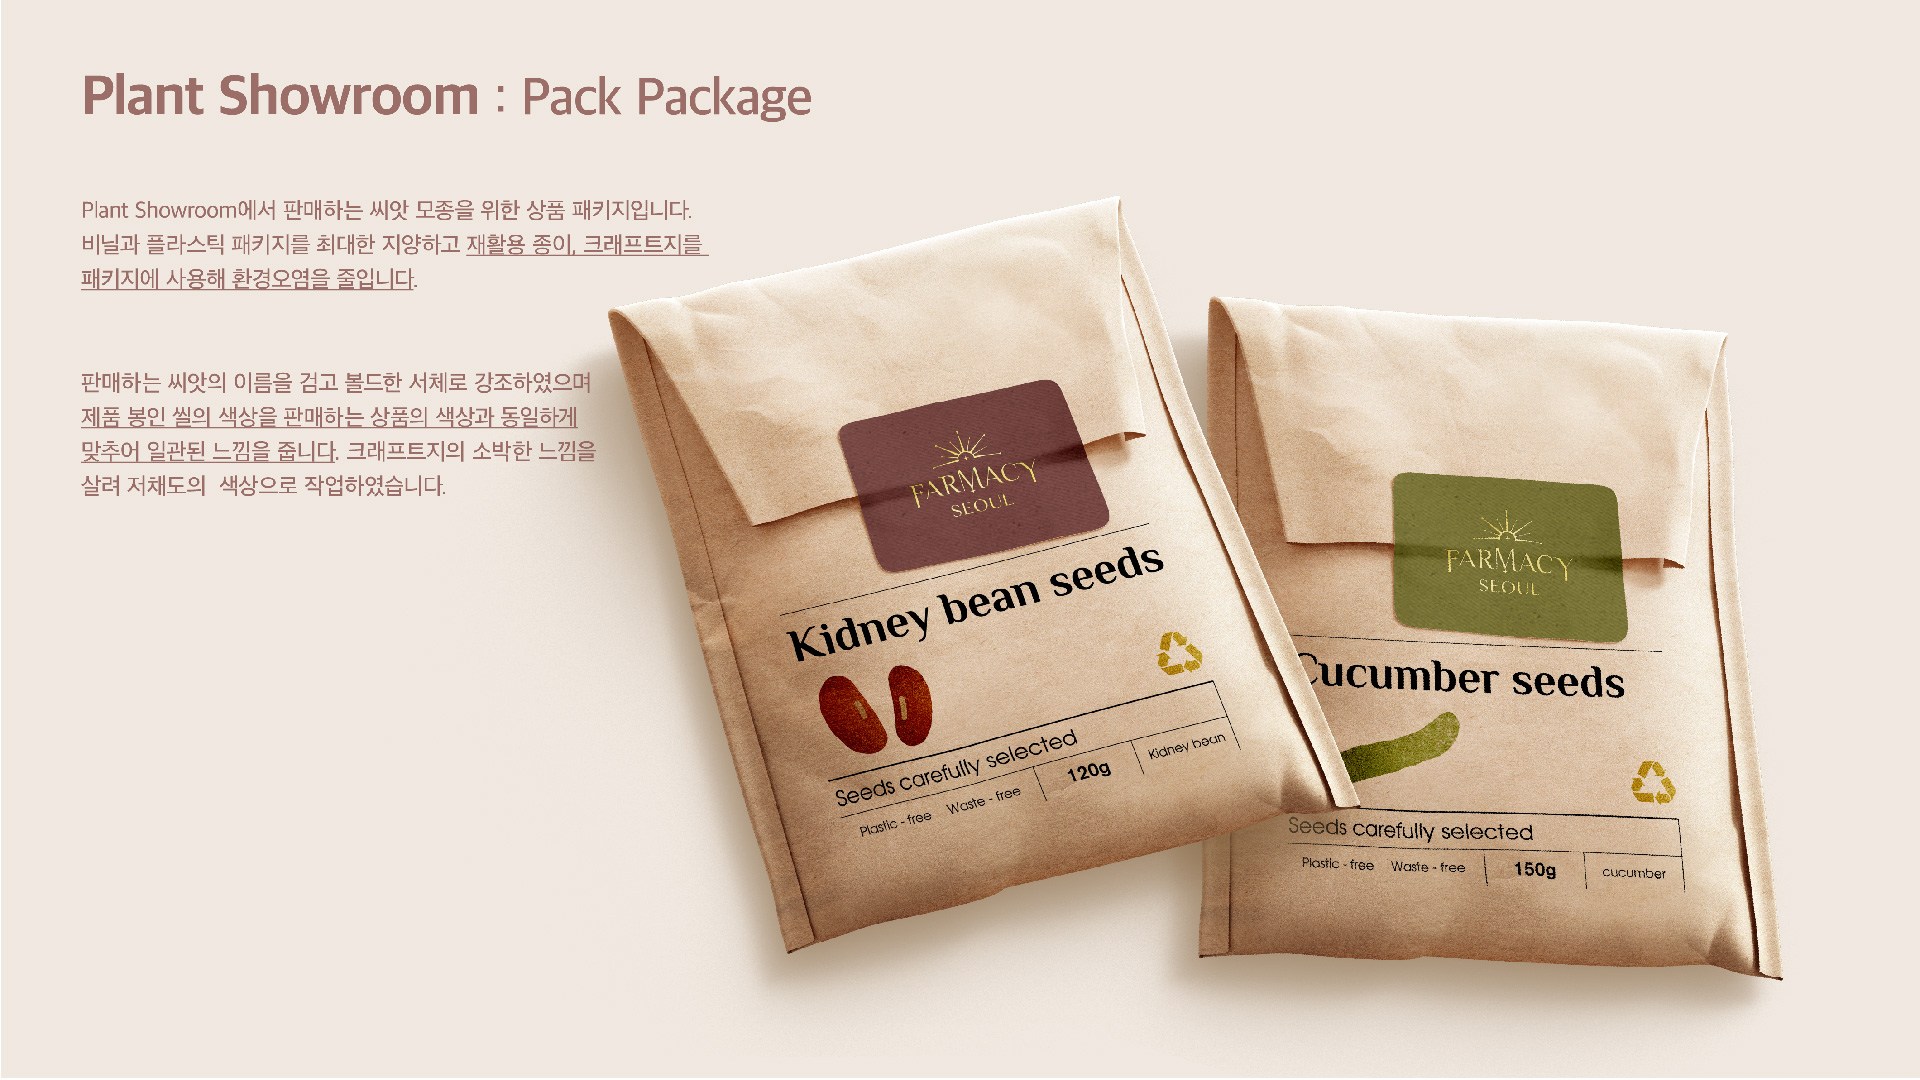 Plant Showroom : Pack Package
Plant Showroom에서 판매하는 씨앗 모종을 위한 상품 패키지입니다.
비닐과 플라스틱 패키지를 최대한 지양하고 재활용 종이, 크래프트지를
패키지에 사용해 환경오염을 줄입니다.
판매하는 씨앗의 이름을 검고 볼드한 서체로 강조하였으며
제품 봉인 씰의 색상을 판매하는 상품의 색상과 동일하게
맞추어 일관된 느낌을 줍니다. 크래프트지의 소박한 느낌을
살려 저채도의 색상으로 작업하였습니다.
FARMACY
SEOUL
Kidney bean seeds
Seeds carefully selected
Plastic - free Waste - free 120g Kidney bean
FARMACY
SEOUL
Cucumber seeds
Seeds carefully selected
Plastic - free Waste - free 150g cucumber